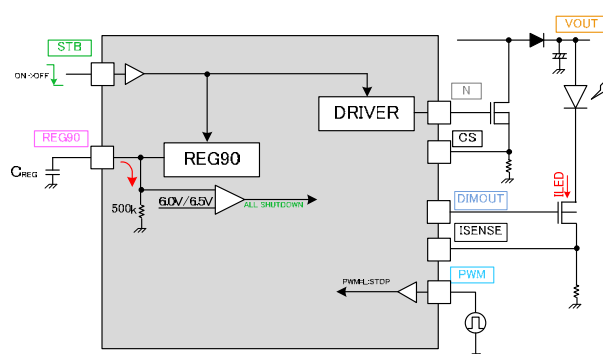 STB
VOUT
ON->OFF
N
DRIVER
REG90
CS
REG90
CREG
ILED
DIMOUT
500k
6.0V/6.5V
ALL SHUTDOWN
ISENSE
PWM
PWM=L:STOP